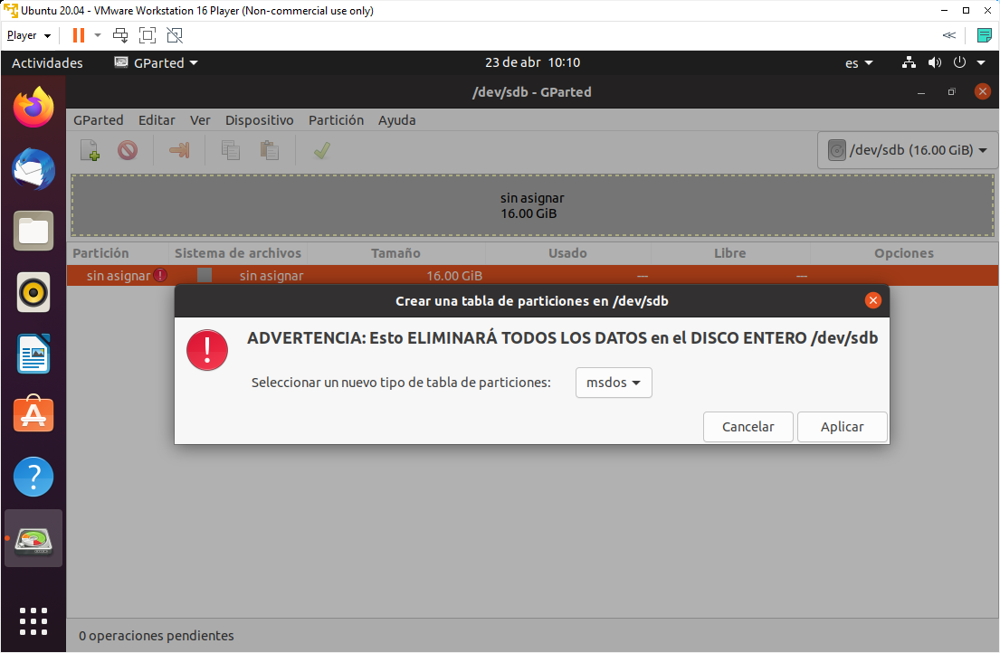 Ubuntu 20.04 - VMware Workstation 16 Player (Non-commercial use only)
Player
Actividades GParted 23 de abr 10:10 es
/dev/sdb - GParted
GParted Editar Ver Dispositivo Partición Ayuda
/dev/sdb (16.00 GiB)
sin asignar
16.00 GiB
Partición Sistema de archivos Tamaño Usado Libre Opciones
sin asignar sin asignar 16.00 GiB --- ---
Crear una tabla de particiones en /dev/sdb
ADVERTENCIA: Esto ELIMINARÁ TODOS LOS DATOS en el DISCO ENTERO /dev/sdb
Seleccionar un nuevo tipo de tabla de particiones: msdos
Cancelar Aplicar
0 operaciones pendientes